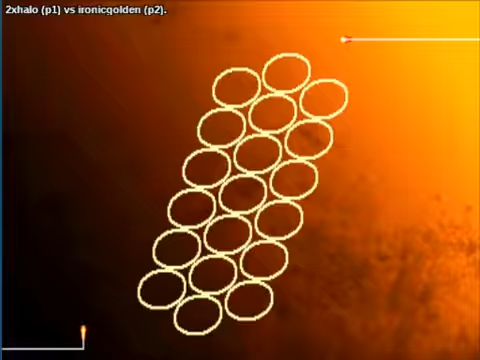 2xhalo (p1) vs ironicgolden (p2).